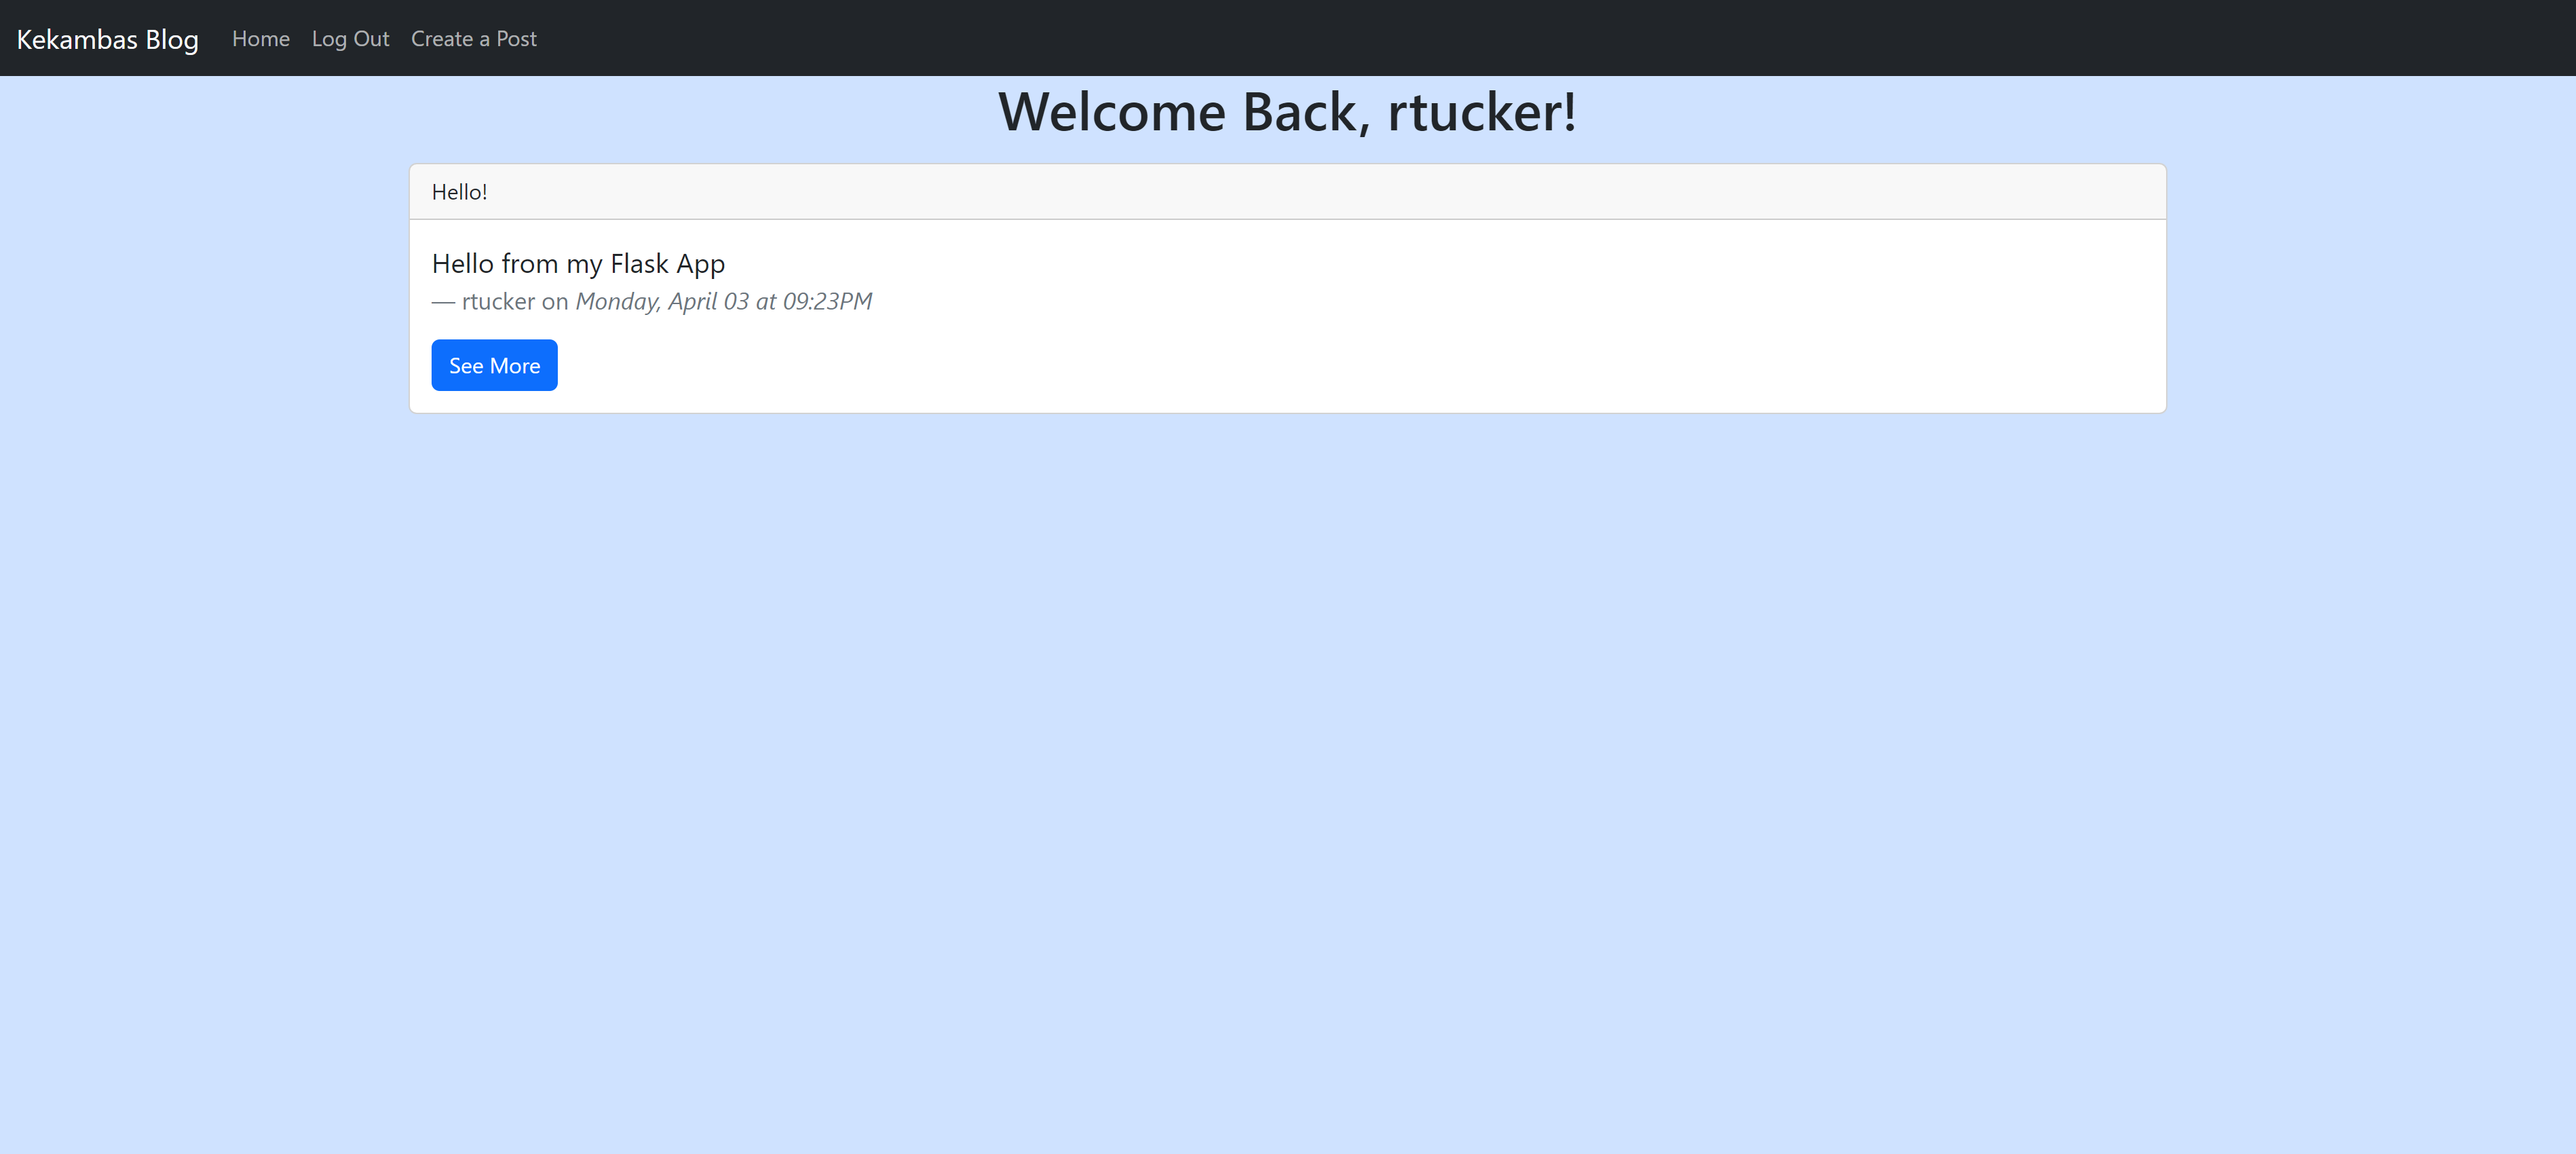 Kekambas Blog Home Log Out Create a Post
Welcome Back, rtucker!
Hello!
Hello from my Flask App
— rtucker on Monday, April 03 at 09:23PM
See More